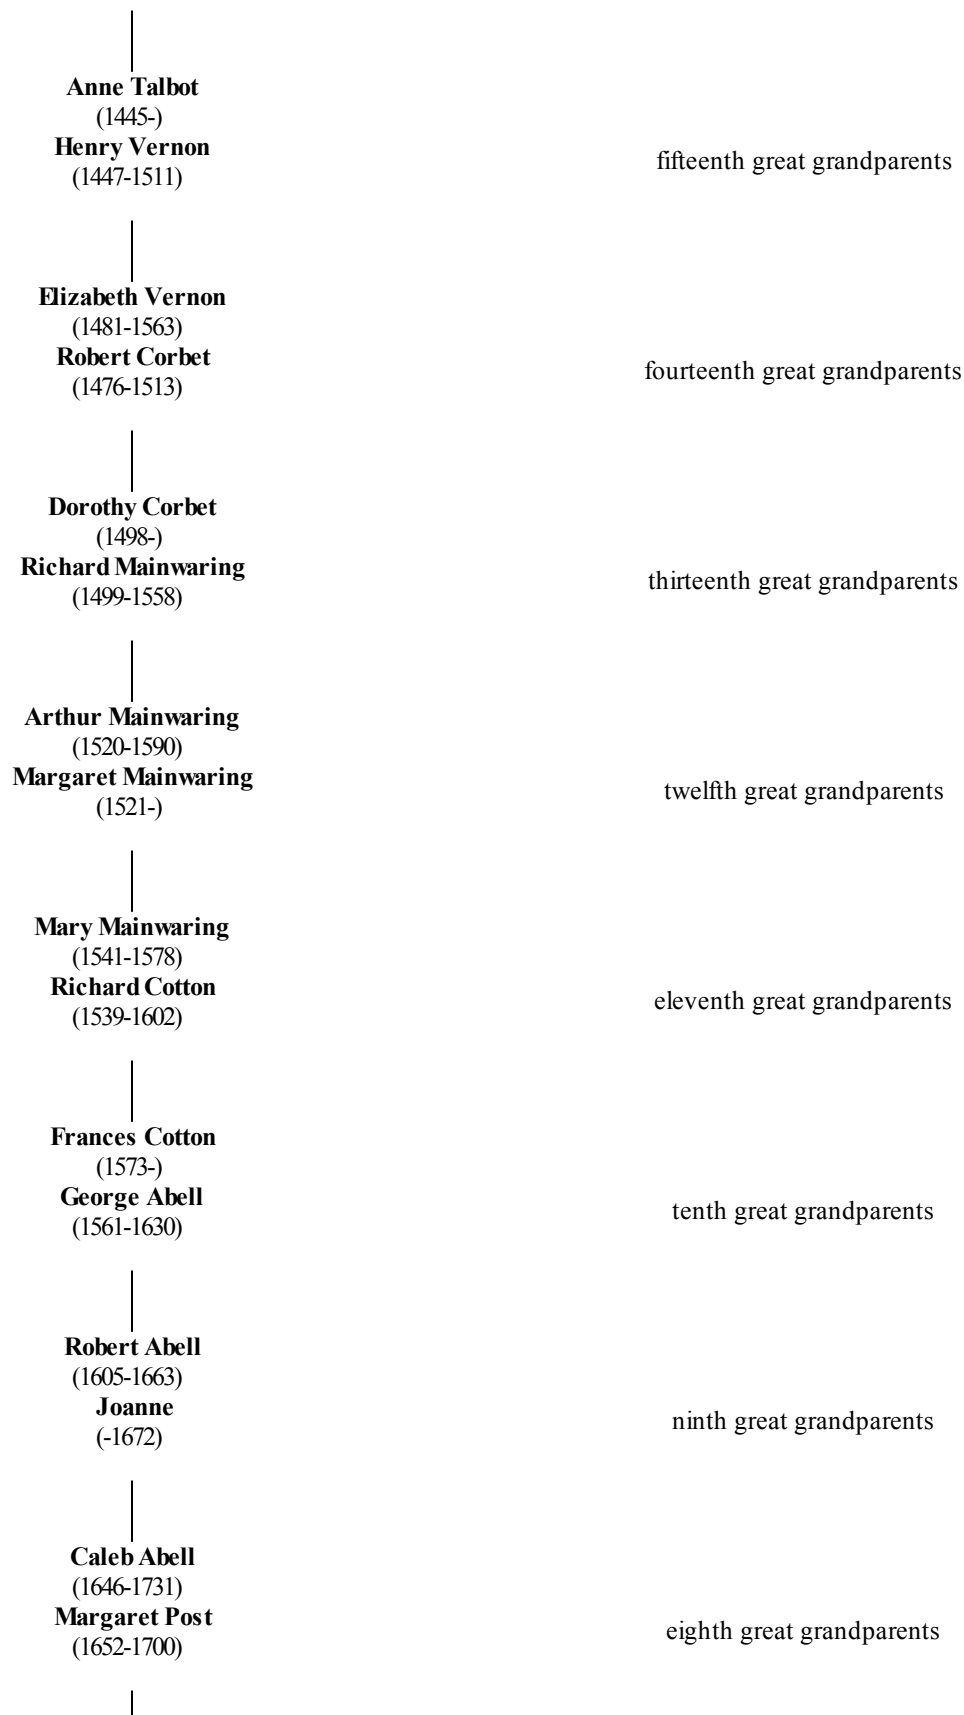 Anne Talbot
(1445-)
Henry Vernon
(1447-1511)
fifteenth great grandparents
Elizabeth Vernon
(1481-1563)
Robert Corbet
(1476-1513)
fourteenth great grandparents
Dorothy Corbet
(1498-)
Richard Mainwaring
(1499-1558)
thirteenth great grandparents
Arthur Mainwaring
(1520-1590)
Margaret Mainwaring
(1521-)
twelfth great grandparents
Mary Mainwaring
(1541-1578)
Richard Cotton
(1539-1602)
eleventh great grandparents
Frances Cotton
(1573-)
George Abell
(1561-1630)
tenth great grandparents
Robert Abell
(1605-1663)
Joanne
(-1672)
ninth great grandparents
Caleb Abell
(1646-1731)
Margaret Post
(1652-1700)
eighth great grandparents